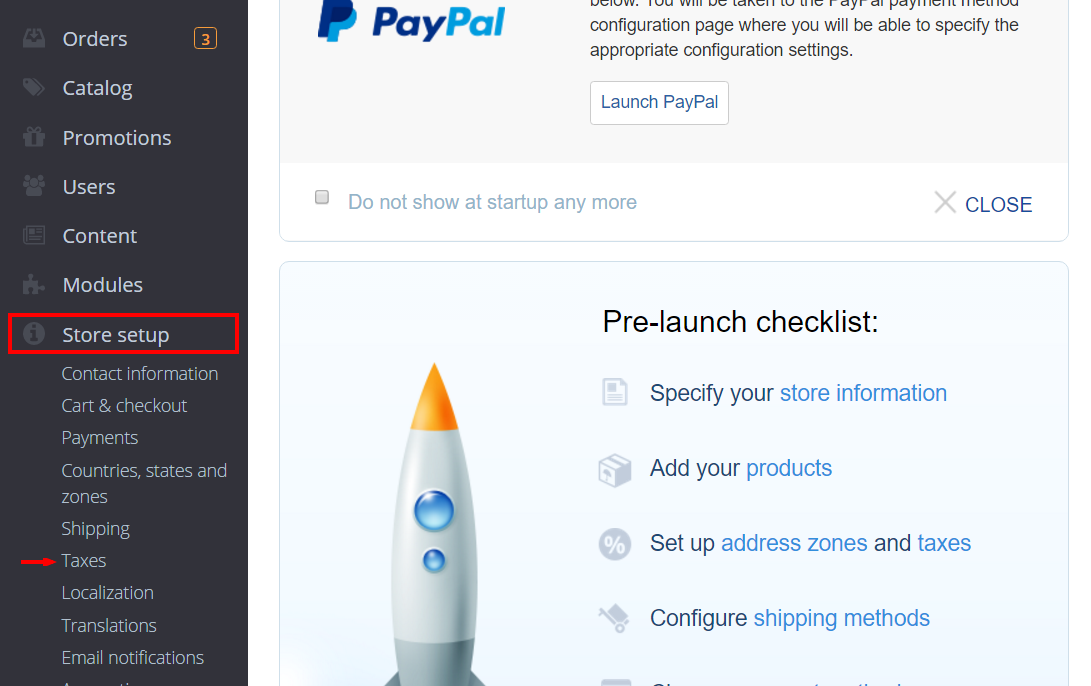 Orders 3
Catalog
Promotions
Users
Content
Modules
Store setup
Contact information
Cart & checkout
Payments
Countries, states and
zones
Shipping
Taxes
Localization
Translations
Email notifications
PayPal
below. You will be taken to the PayPal payment method
configuration page where you will be able to specify the
appropriate configuration settings.
Launch PayPal
Do not show at startup any more
CLOSE
Pre-launch checklist:
Specify your store information
Add your products
%
Set up address zones and taxes
Configure shipping methods